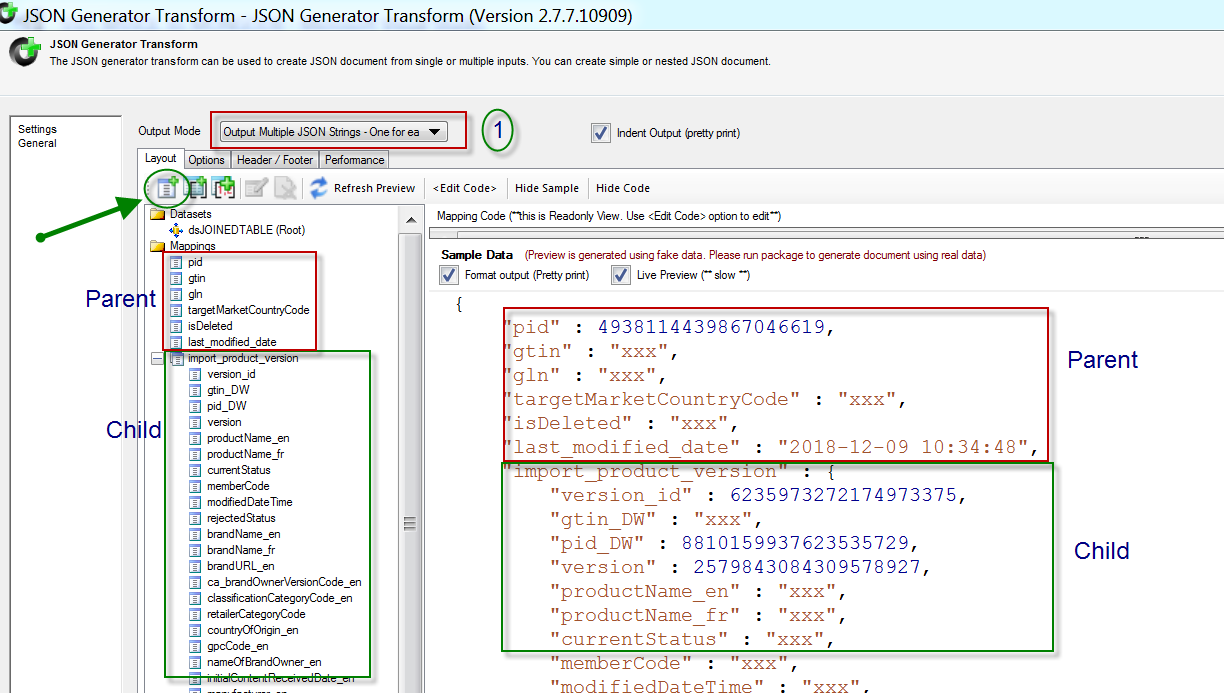 JSON Generator Transform - JSON Generator Transform (Version 2.7.7.10909)
JSON Generator Transform
The JSON generator transform can be used to create JSON document from single or multiple inputs. You can create simple or nested JSON document.
Settings
General
Output Mode
Output Multiple JSON Strings - One for ea
1
Indent Output (pretty print)
Layout
Options
Header / Footer
Performance
Refresh Preview
<Edit Code>
Hide Sample
Hide Code
Datasets
dsJOINEDTABLE (Root)
Mappings
pid
gtin
gln
targetMarketCountryCode
isDeleted
last_modified_date
Parent
import_product_version
version_id
gtin_DW
pid_DW
version
productName_en
productName_fr
currentStatus
memberCode
modifiedDateTime
rejectedStatus
brandName_en
brandName_fr
brandURL_en
ca_brandOwnerVersionCode_en
classificationCategoryCode_en
retailerCategoryCode
countryOfOrigin_en
gpcCode_en
nameOfBrandOwner_en
initialContentReceivedDate_en
manufacturer_en
Child
Mapping Code (**this is Readonly View. Use <Edit Code> option to edit**)
Sample Data (Preview is generated using fake data. Please run package to generate document using real data)
Format output (Pretty print)
Live Preview (** slow **)
{
"pid" : 4938114439867046619,
"gtin" : "xxx",
"gln" : "xxx",
"targetMarketCountryCode" : "xxx",
"isDeleted" : "xxx",
"last_modified_date" : "2018-12-09 10:34:48",
Parent
"import_product_version" : {
"version_id" : 6235973272174973375,
"gtin_DW" : "xxx",
"pid_DW" : 8810159937623535729,
"version" : 2579843084309578927,
"productName_en" : "xxx",
"productName_fr" : "xxx",
"currentStatus" : "xxx",
Child
"memberCode" : "xxx",
"modifiedDateTime" : "xxx",